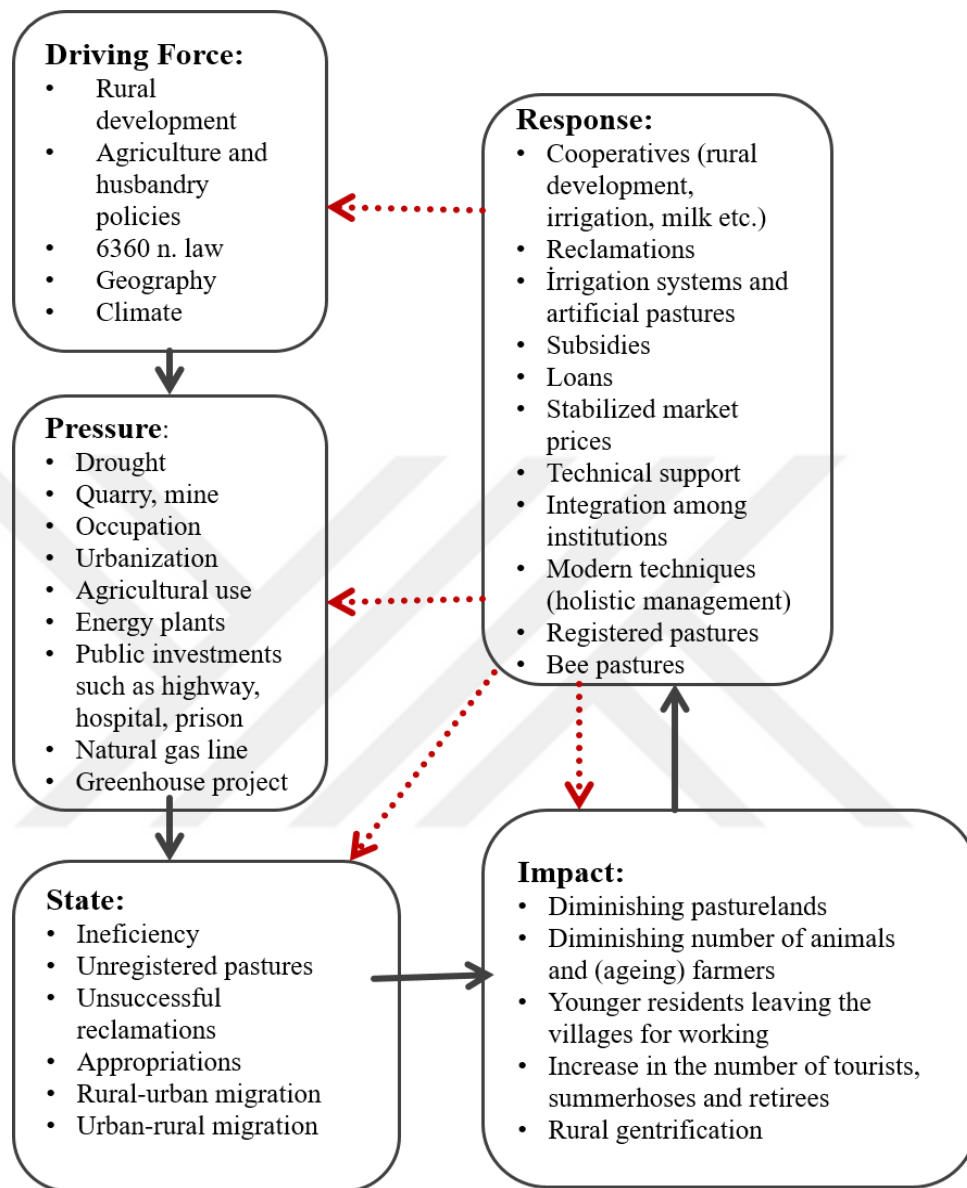 Driving Force:
• Rural
development
• Agriculture and
husbandry
policies
• 6360 n. law
• Geography
• Climate
Pressure:
• Drought
• Quarry, mine
• Occupation
• Urbanization
• Agricultural use
• Energy plants
• Public investments
such as highway,
hospital, prison
• Natural gas line
• Greenhouse project
State:
• Ineficiency
• Unregistered pastures
• Unsuccessful
reclamations
• Appropriations
• Rural-urban migration
• Urban-rural migration
Impact:
• Diminishing pasturelands
• Diminishing number of animals
and (ageing) farmers
• Younger residents leaving the
villages for working
• Increase in the number of tourists,
summerhoses and retirees
• Rural gentrification
Response:
• Cooperatives (rural
development,
irrigation, milk etc.)
• Reclamations
• İrrigation systems and
artificial pastures
• Subsidies
• Loans
• Stabilized market
prices
• Technical support
• Integration among
institutions
• Modern techniques
(holistic management)
• Registered pastures
• Bee pastures